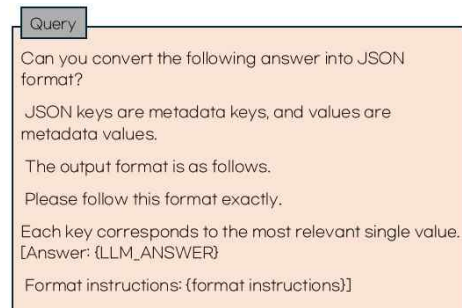 Query
Can you convert the following answer into JSON
format?
JSON keys are metadata keys, and values are
metadata values.
The output format is as follows.
Please follow this format exactly.
Each key corresponds to the most relevant single value.
[Answer: {LLM_ANSWER}
Format instructions: {format instructions}]